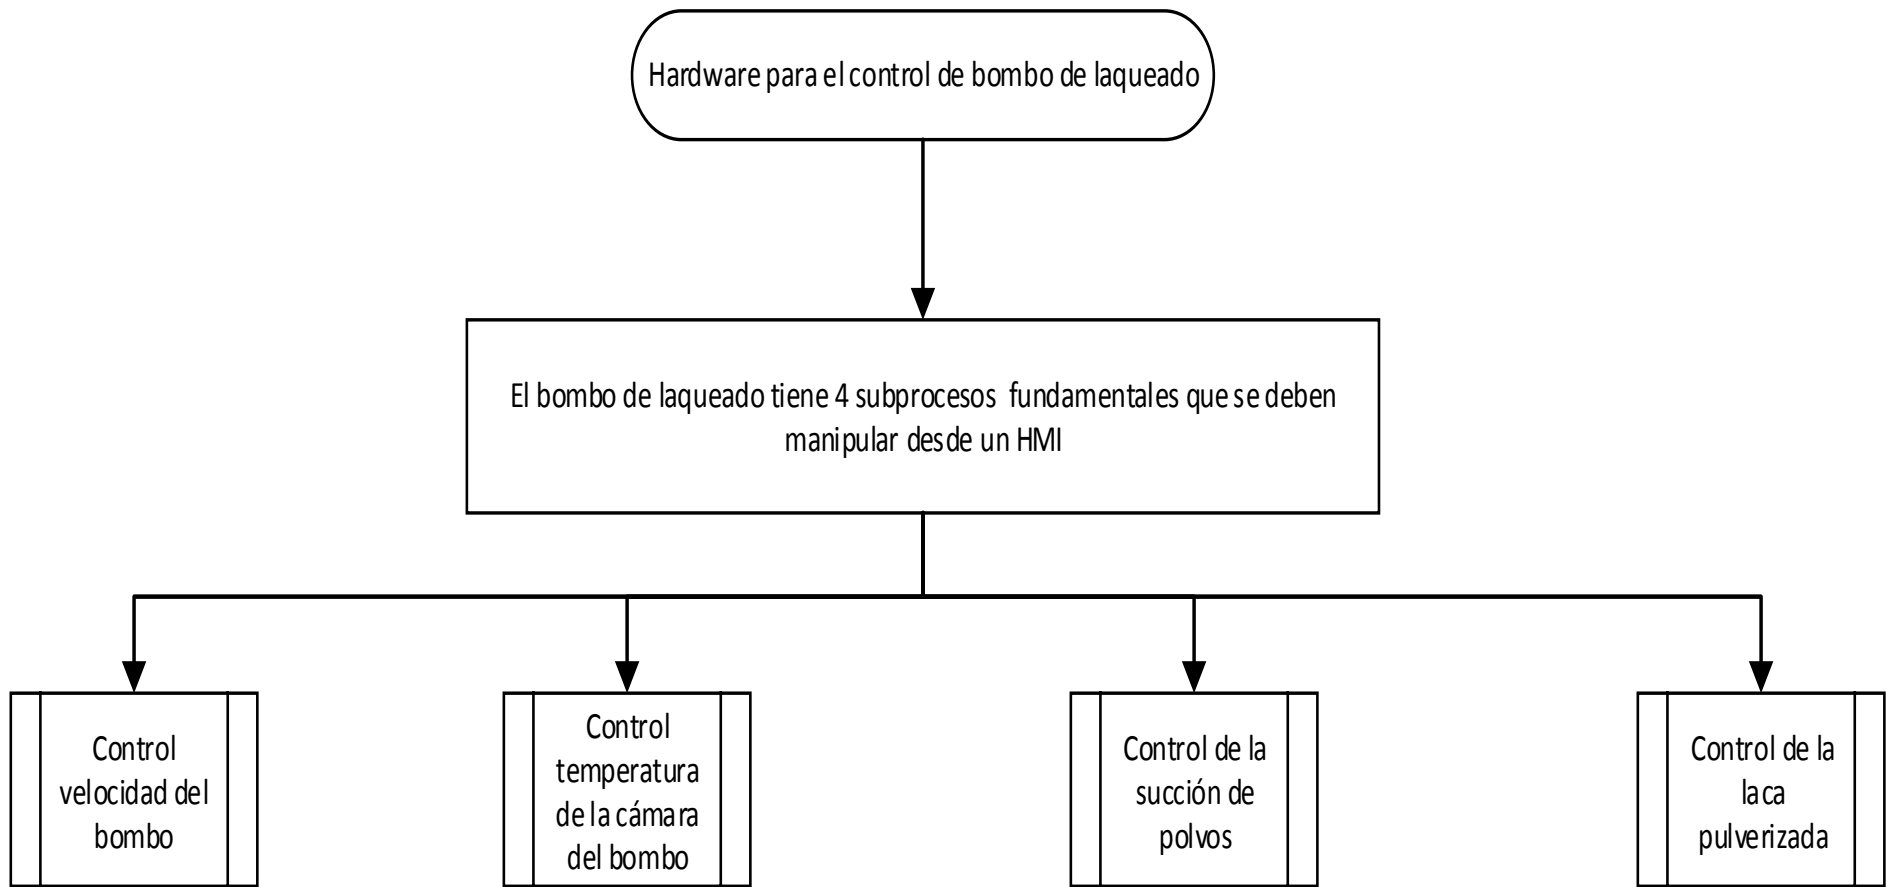 Hardware para el control de bombo de laqueado
El bombo de laqueado tiene 4 subprocesos fundamentales que se deben
manipular desde un HMI
Control
velocidad del
bombo
Control
temperatura
de la cámara
del bombo
Control de la
succión de
polvos
Control de la
laca
pulverizada